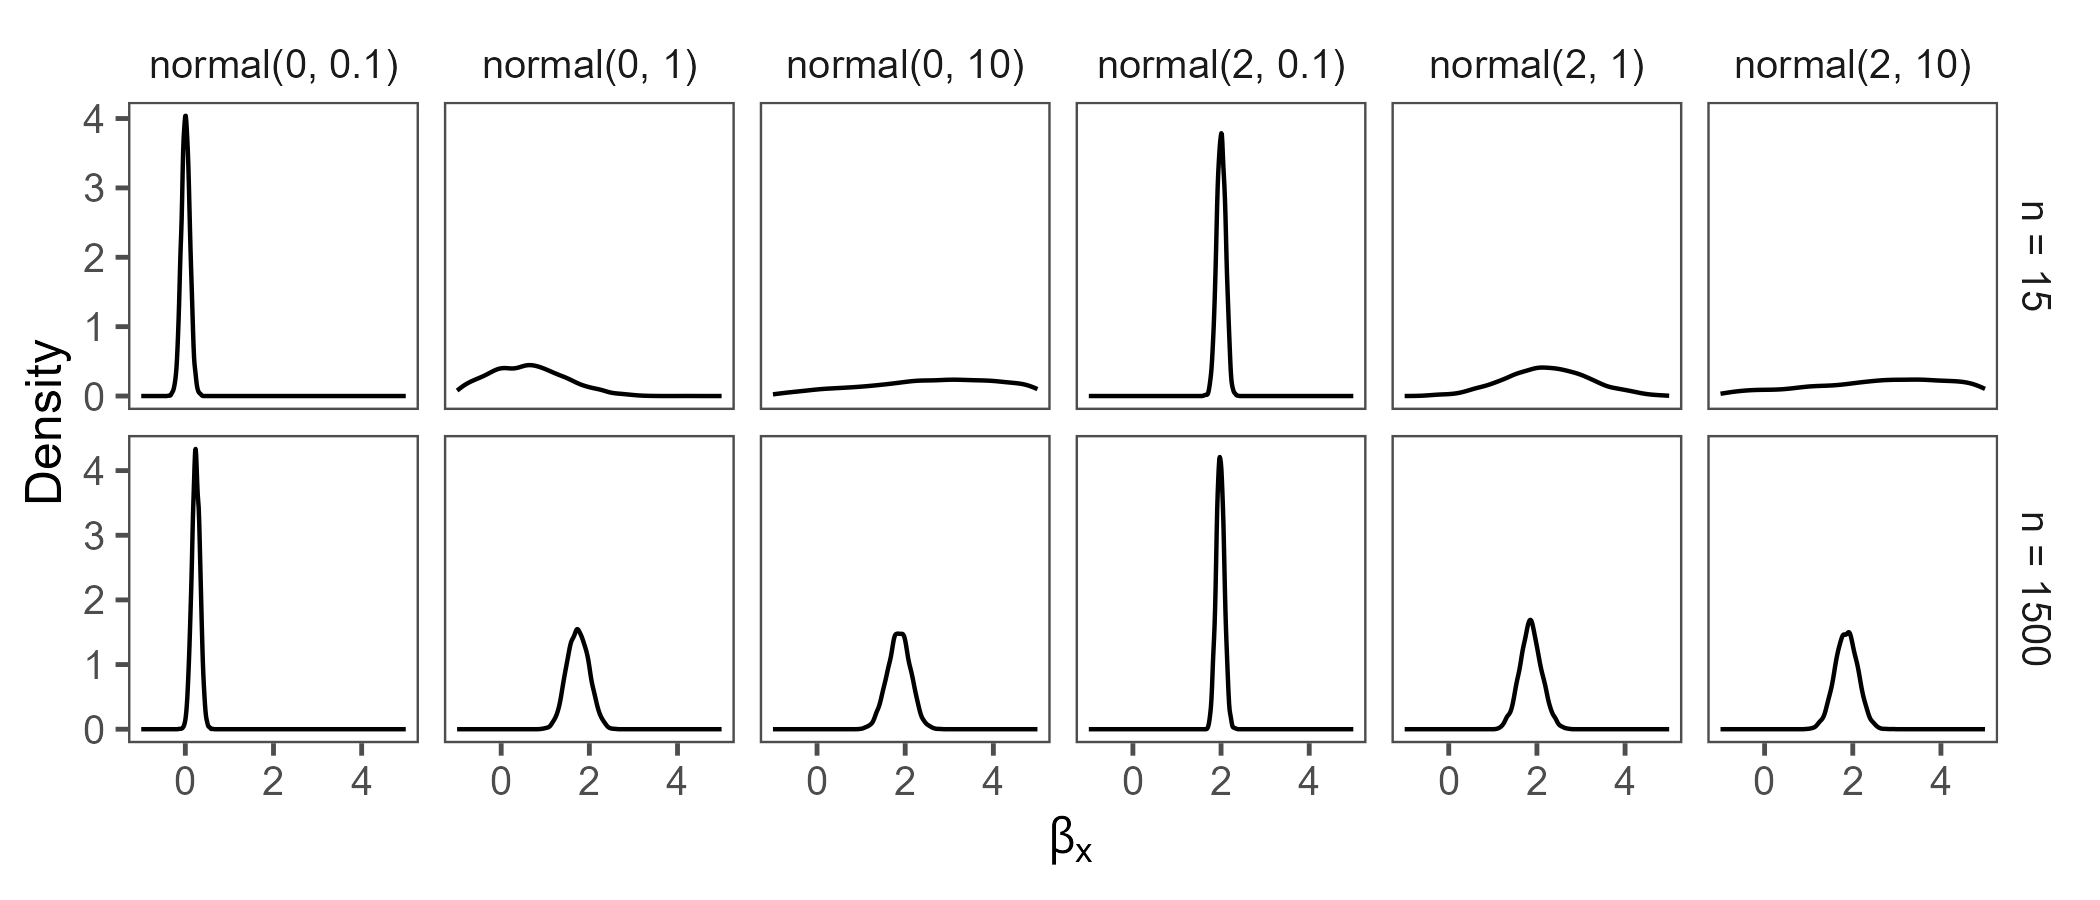 normal(0, 0.1) normal(0, 1) normal(0, 10) normal(2, 0.1) normal(2, 1) normal(2, 10)
4
3
2
1
0
n = 15
Density
4
3
2
1
0
n = 1500
0 2 4 0 2 4 0 2 4 0 2 4 0 2 4 0 2 4
βx